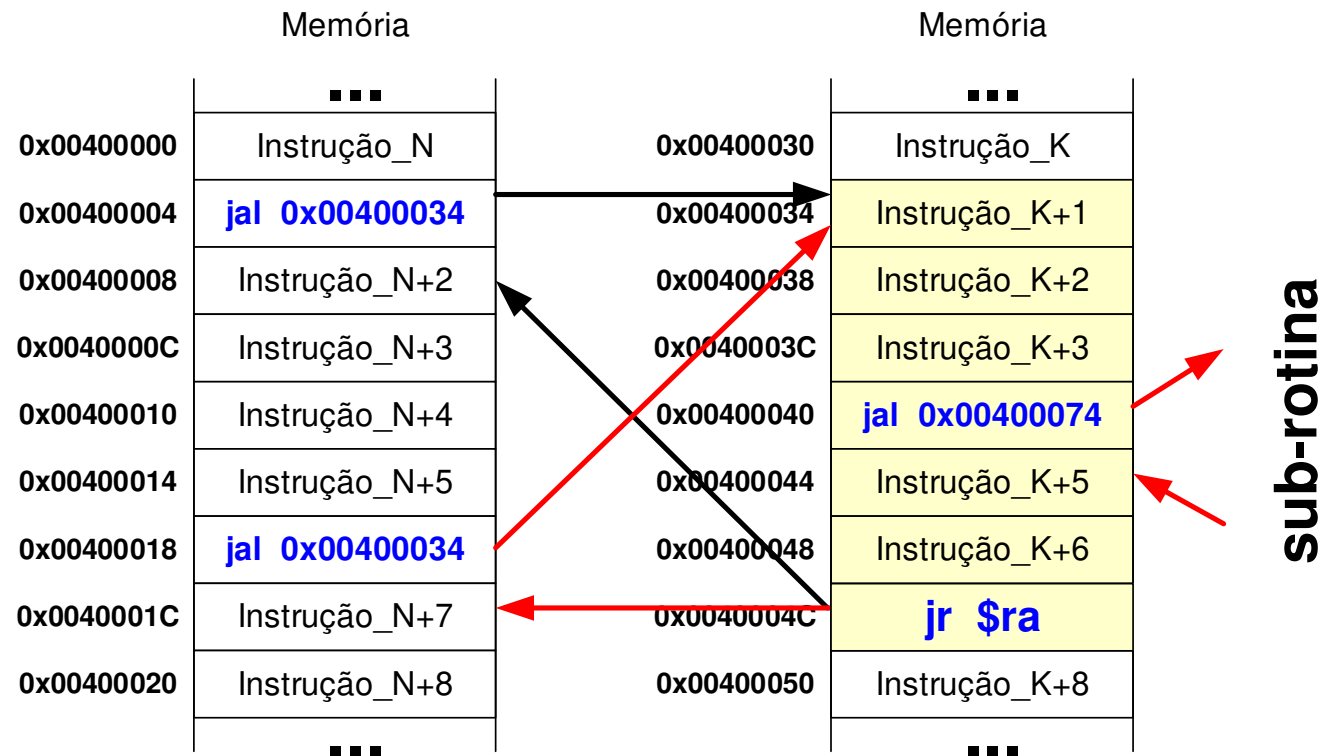 Memória
Memória
0x00400000 Instrução_N 0x00400030 Instrução_K
0x00400004 jal 0x00400034 0x00400034 Instrução_K+1
0x00400008 Instrução_N+2 0x00400038 Instrução_K+2
0x0040000C Instrução_N+3 0x0040003C Instrução_K+3
0x00400010 Instrução_N+4 0x00400040 jal 0x00400074
0x00400014 Instrução_N+5 0x00400044 Instrução_K+5
0x00400018 jal 0x00400034 0x00400048 Instrução_K+6
0x0040001C Instrução_N+7 0x0040004C jr $ra
0x00400020 Instrução_N+8 0x00400050 Instrução_K+8
sub-rotina